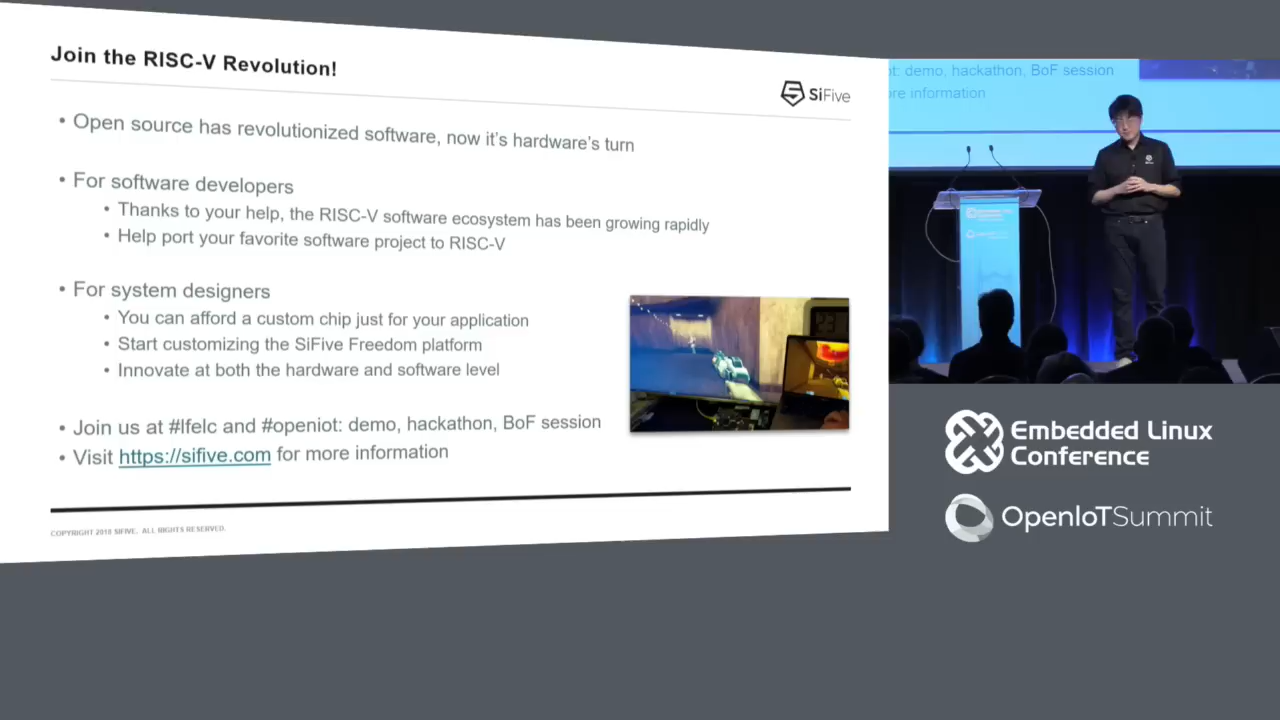 Join the RISC-V Revolution!
SiFive
• Open source has revolutionized software, now it's hardware's turn
• For software developers
• Thanks to your help, the RISC-V software ecosystem has been growing rapidly
• Help port your favorite software project to RISC-V
• For system designers
• You can afford a custom chip just for your application
• Start customizing the SiFive Freedom platform
• Innovate at both the hardware and software level
• Join us at #lfelc and #openiot: demo, hackathon, BoF session
• Visit https://sifive.com for more information
COPYRIGHT 2018 SIFIVE. ALL RIGHTS RESERVED.
ot: demo, hackathon, BoF session
ore information
Embedded Linux
Conference
OpenIoTSummit